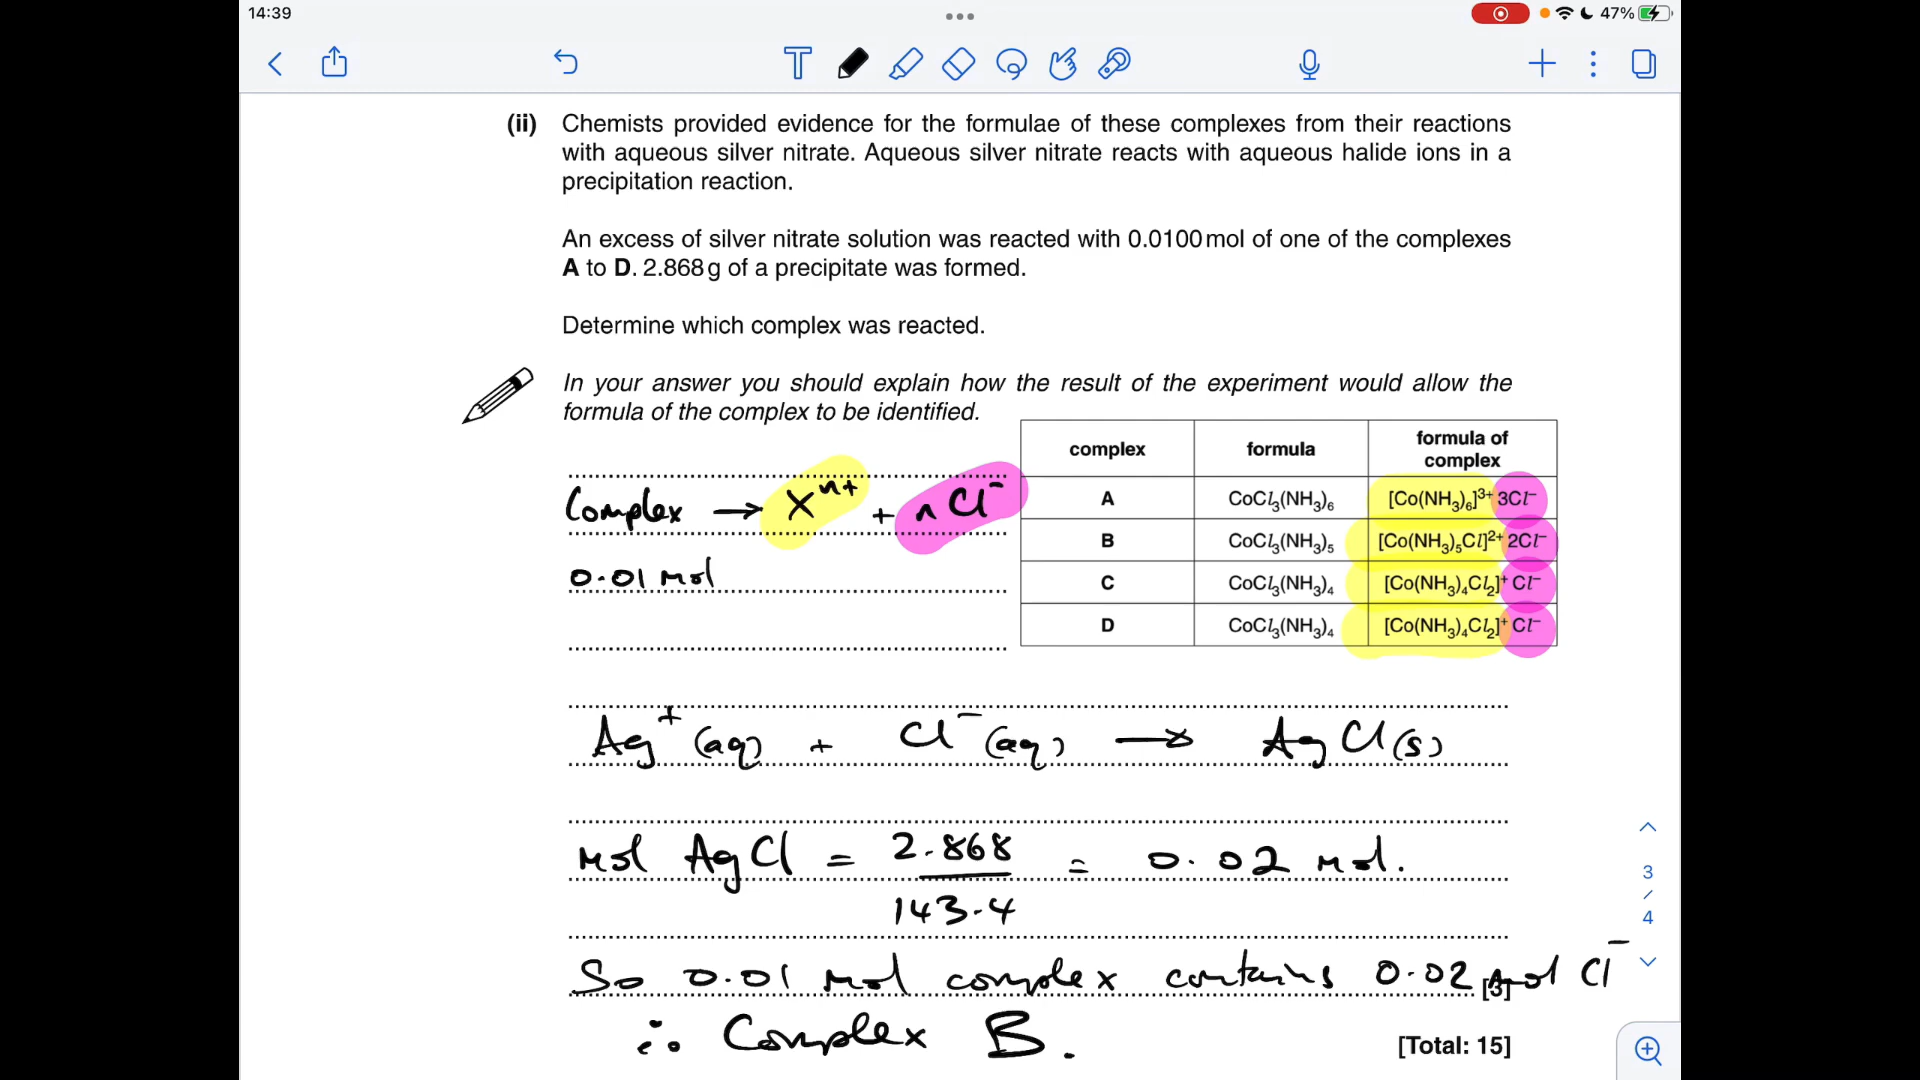 14:39
47%
(ii) Chemists provided evidence for the formulae of these complexes from their reactions
with aqueous silver nitrate. Aqueous silver nitrate reacts with aqueous halide ions in a
precipitation reaction.
An excess of silver nitrate solution was reacted with 0.0100 mol of one of the complexes
A to D. 2.868 g of a precipitate was formed.
Determine which complex was reacted.
In your answer you should explain how the result of the experiment would allow the
formula of the complex to be identified.
complex formula formula of complex
A CoCl₃(NH₃)₆ [Co(NH₃)₆]³⁺ 3Cl⁻
B CoCl₃(NH₃)₅ [Co(NH₃)₅Cl]²⁺ 2Cl⁻
C CoCl₃(NH₃)₄ [Co(NH₃)₄Cl₂]⁺ Cl⁻
D CoCl₃(NH₃)₄ [Co(NH₃)₄Cl₂]⁺ Cl⁻
Complex → Xⁿ⁺ + nCl⁻
0.01 mol
Ag⁺(aq) + Cl⁻(aq) → AgCl(s)
mol AgCl = 2.868 / 143.4 = 0.02 mol.
So 0.01 mol complex contains 0.02 mol Cl⁻
[3]
∴ Complex B.
[Total: 15]
3
/
4